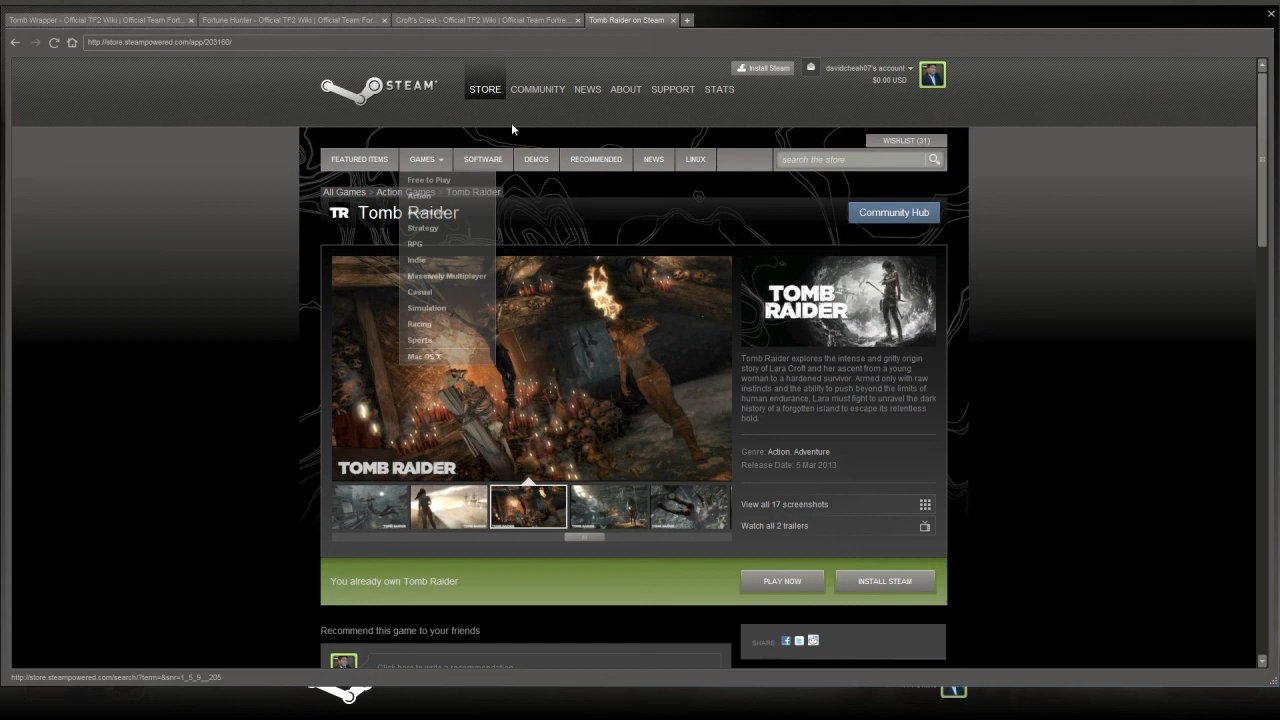 Tomb Wrapper - Official TF2 Wiki | Official Team Fort...
Fortune Hunter - Official TF2 Wiki | Official Team For...
Croft's Crest - Official TF2 Wiki | Official Team Fortre...
Tomb Raider on Steam
http://store.steampowered.com/app/203160/
Install Steam
davidcheah07's account
$0.00 USD
STEAM
STORE COMMUNITY NEWS ABOUT SUPPORT STATS
WISHLIST (31)
FEATURED ITEMS GAMES SOFTWARE DEMOS RECOMMENDED NEWS LINUX search the store
All Games > Action Games > Tomb Raider
TR Tomb Raider
Community Hub
Free to Play
Action
Strategy
RPG
Indie
Massively Multiplayer
Casual
Simulation
Racing
Sports
Mac OS X
TOMB RAIDER
TOMB
RAIDER
Tomb Raider explores the intense and gritty origin
story of Lara Croft and her ascent from a young
woman to a hardened survivor. Armed only with raw
instincts and the ability to push beyond the limits of
human endurance, Lara must fight to unravel the dark
history of a forgotten island to escape its relentless
hold.
Genre: Action, Adventure
Release Date: 5 Mar 2013
View all 17 screenshots
Watch all 2 trailers
You already own Tomb Raider
PLAY NOW
INSTALL STEAM
Recommend this game to your friends
SHARE:
Click here to write a recommendation
http://store.steampowered.com/search/?term=&snr=1_5_9__205